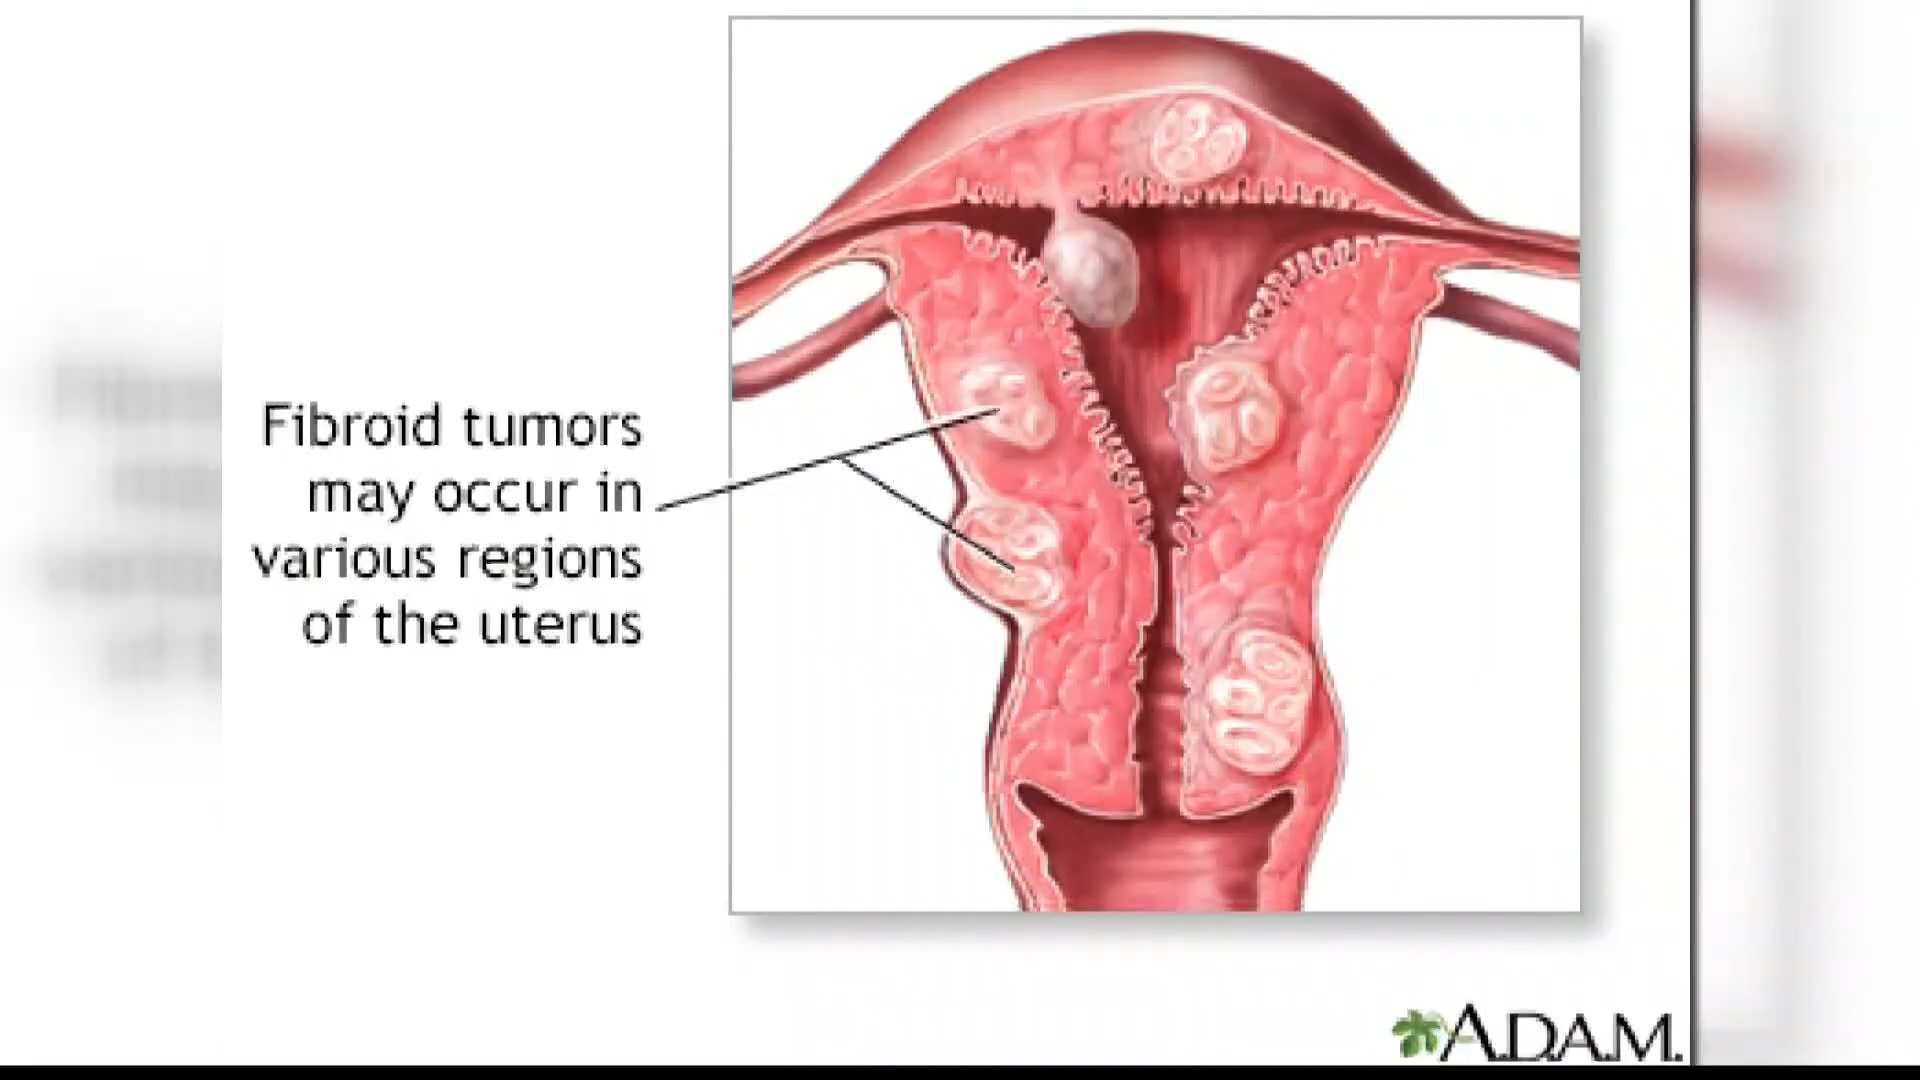 Fibroid tumors
may occur in
various regions
of the uterus
A.D.A.M.